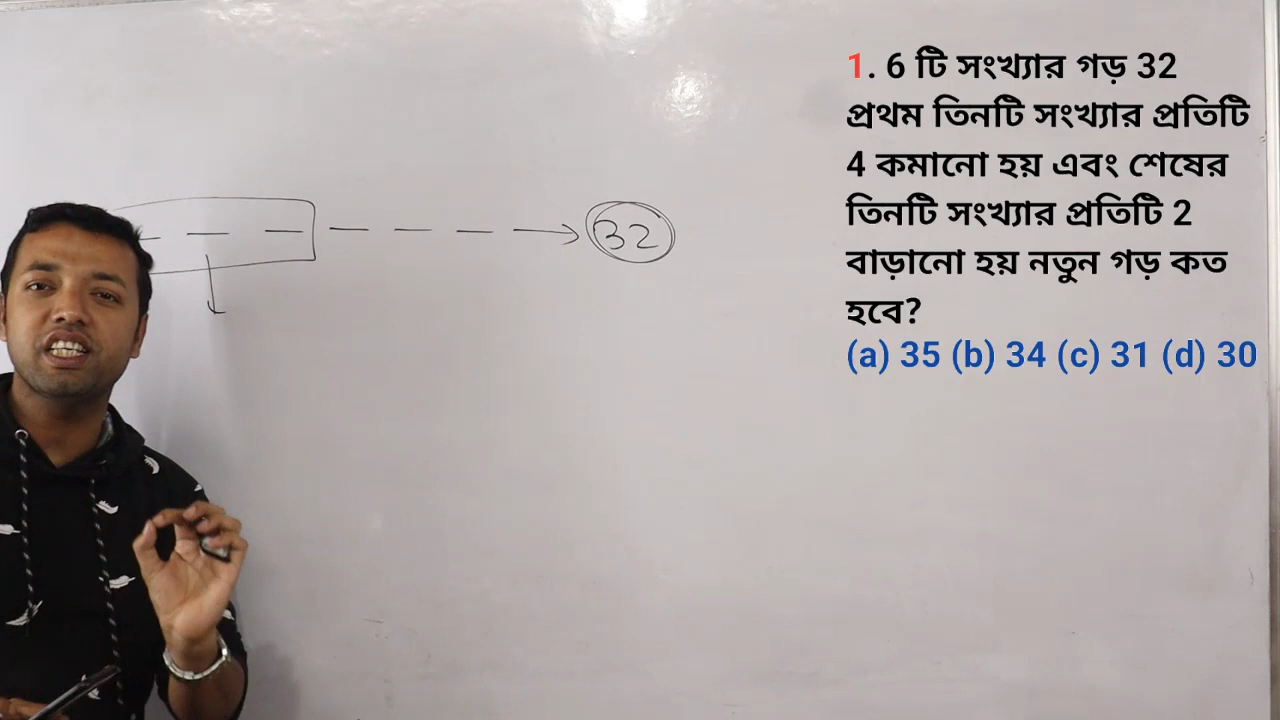 1. 6 টি সংখ্যার গড় 32
প্রথম তিনটি সংখ্যার প্রতিটি
4 কমানো হয় এবং শেষের
তিনটি সংখ্যার প্রতিটি 2
বাড়ানো হয় নতুন গড় কত
হবে?
(a) 35 (b) 34 (c) 31 (d) 30
32